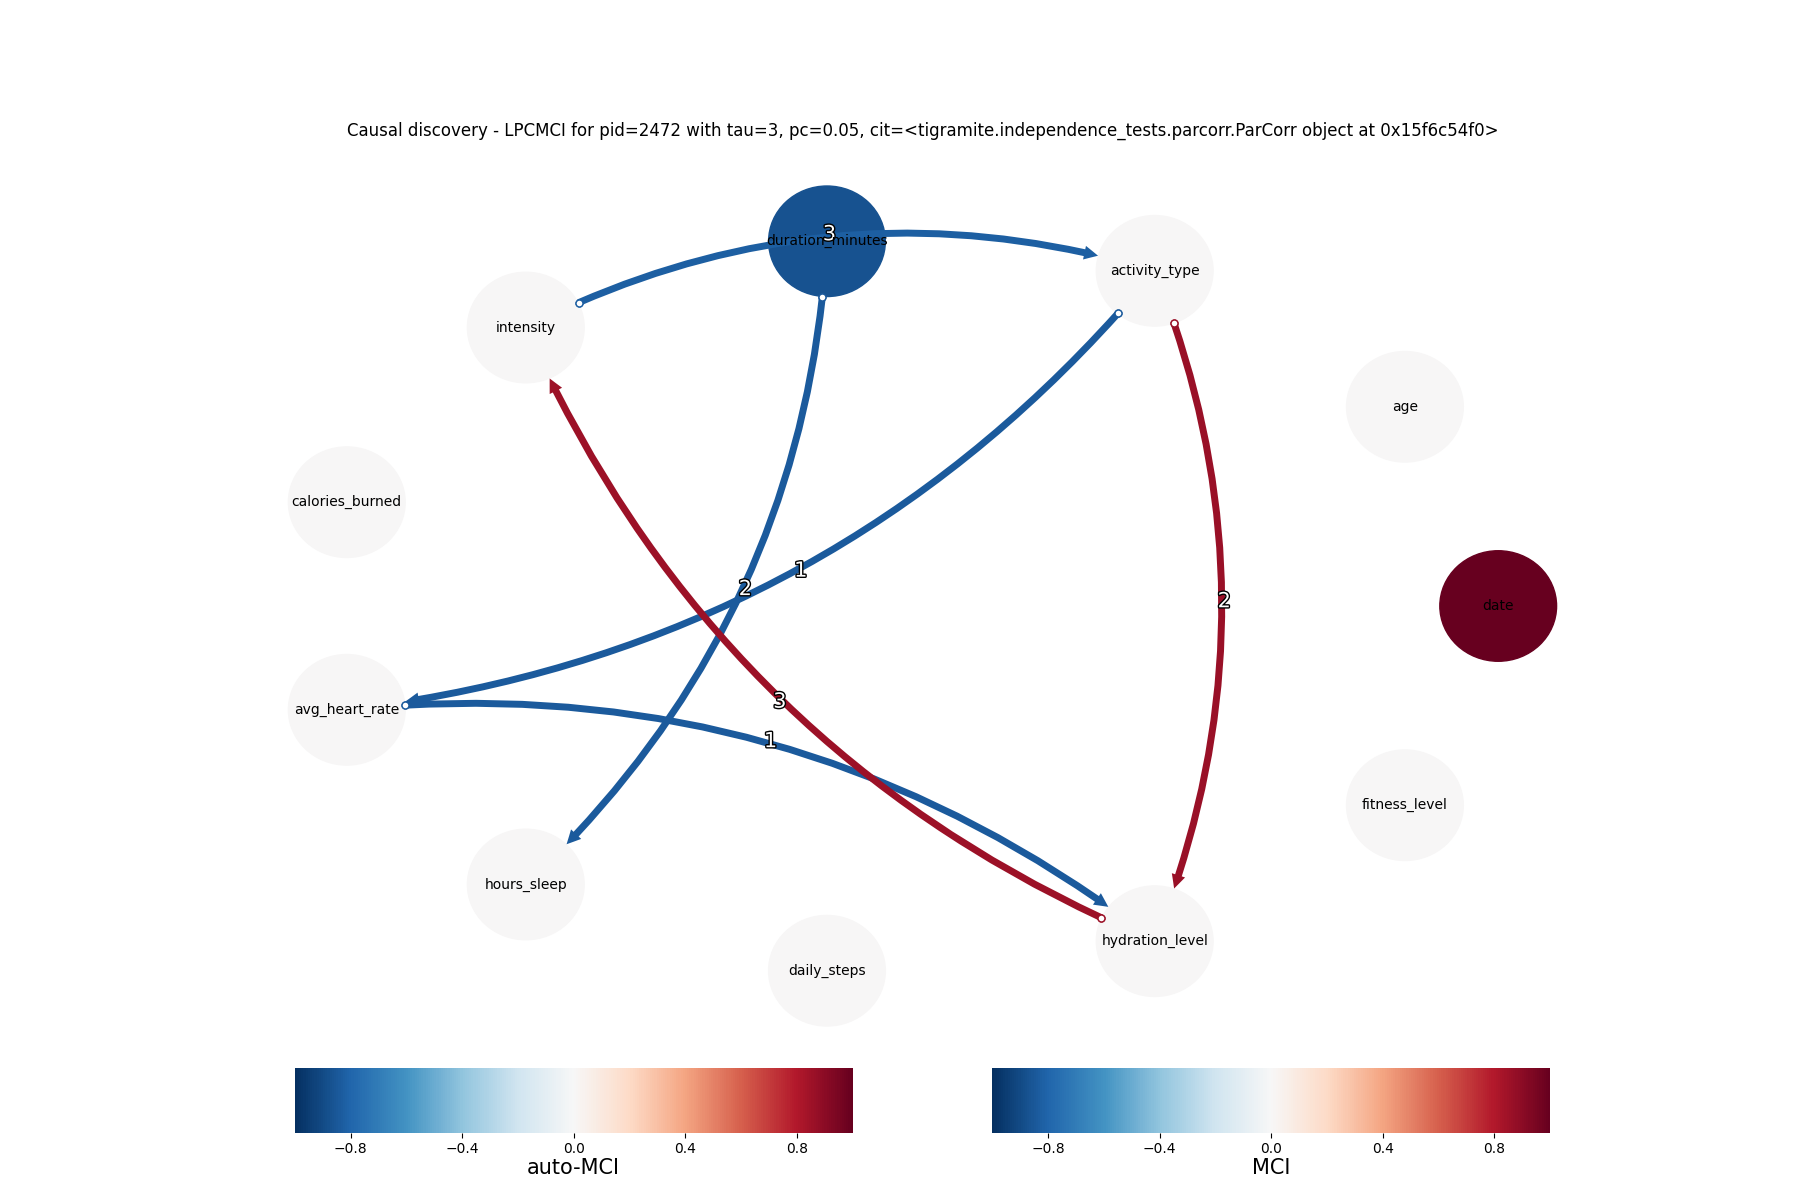 Causal discovery - LPCMCI for pid=2472 with tau=3, pc=0.05, cit=<tigramite.independence_tests.parcorr.ParCorr object at 0x15f6c54f0>
3
duration_minutes
activity_type
intensity
age
calories_burned
1
2
2
date
3
avg_heart_rate
1
fitness_level
hours_sleep
hydration_level
daily_steps
−0.8 −0.4 0.0 0.4 0.8
auto-MCI
−0.8 −0.4 0.0 0.4 0.8
MCI